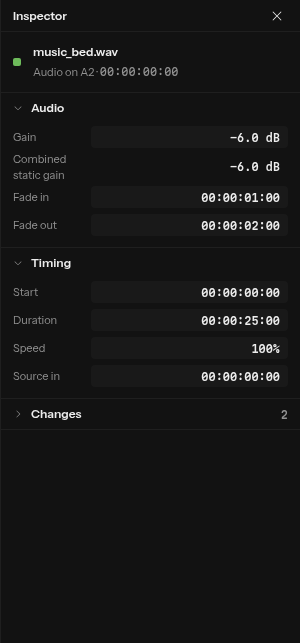 Inspector
music_bed.wav
Audio on A2·00:00:00:00
Audio
Gain -6.0 dB
Combined
static gain -6.0 dB
Fade in 00:00:01:00
Fade out 00:00:02:00
Timing
Start 00:00:00:00
Duration 00:00:25:00
Speed 100%
Source in 00:00:00:00
Changes 2